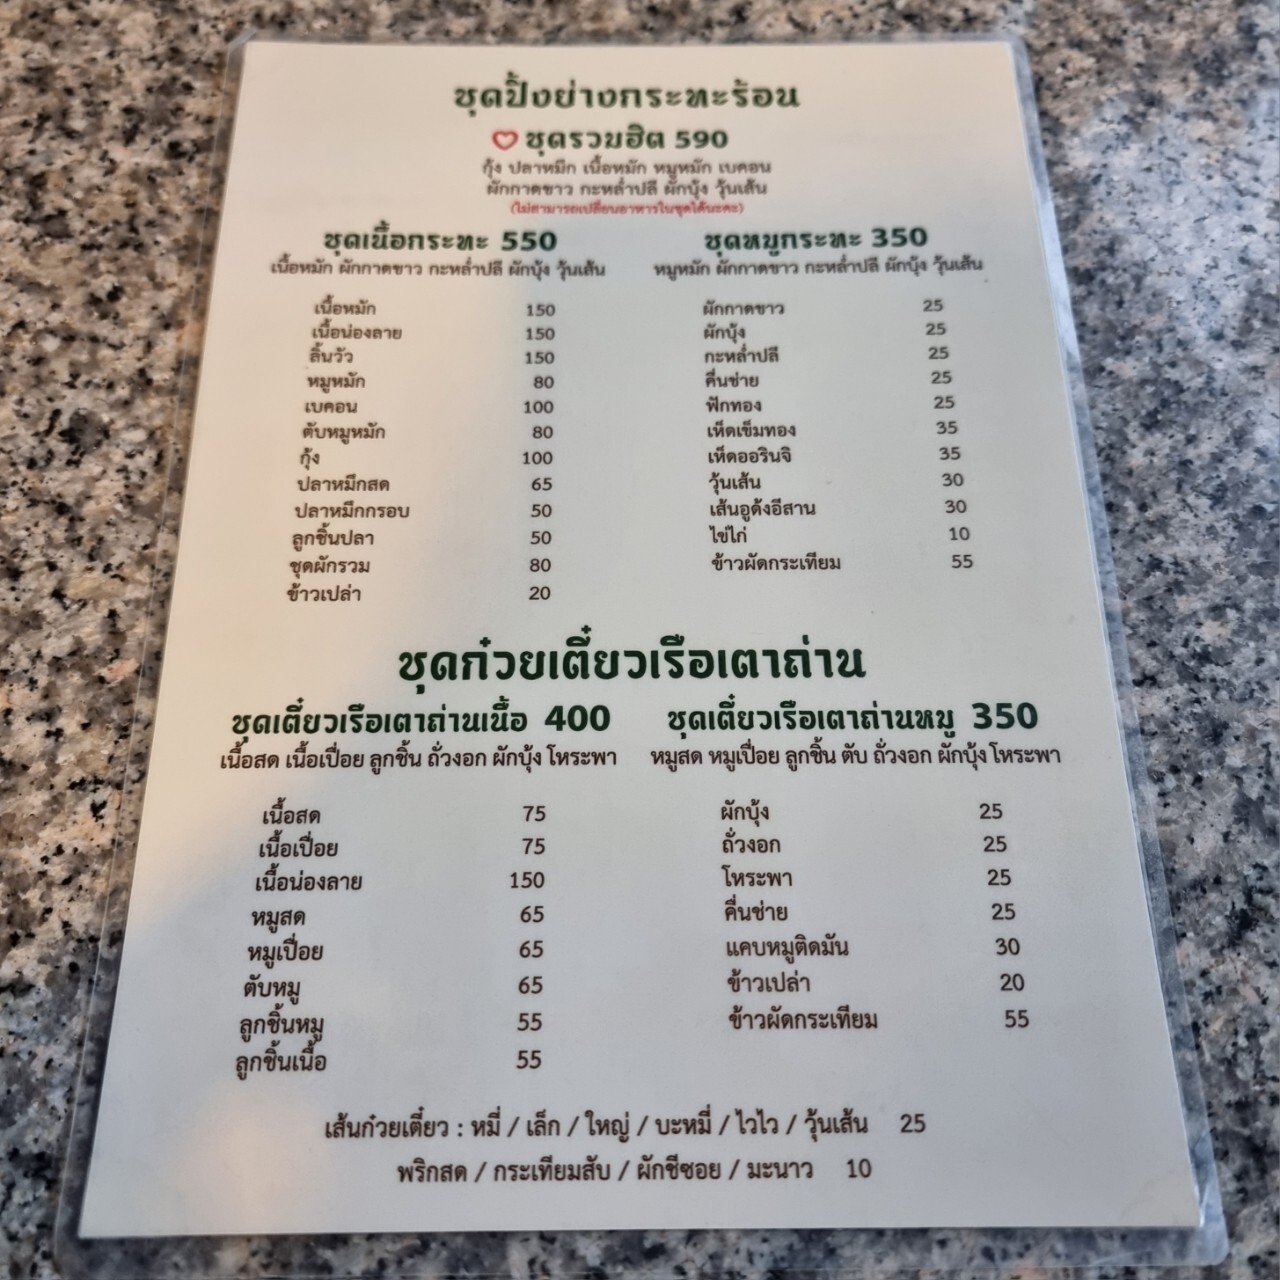 ชุดปิ้งย่างกระทะร้อน
ชุดรวมฮิต 590
กุ้ง ปลาหมึก เนื้อหมัก หมูหมัก เบคอน
ผักกาดขาว กะหล่ำปลี ผักบุ้ง วุ้นเส้น
(ไม่สามารถเปลี่ยนอาหารในชุดได้นะคะ)
ชุดเนื้อกระทะ 550
เนื้อหมัก ผักกาดขาว กะหล่ำปลี ผักบุ้ง วุ้นเส้น
เนื้อหมัก 150
เนื้อน่องลาย 150
ลิ้นวัว 150
หมูหมัก 80
เบคอน 100
ตับหมูหมัก 80
กุ้ง 100
ปลาหมึกสด 65
ปลาหมึกกรอบ 50
ลูกชิ้นปลา 50
ชุดผักรวม 80
ข้าวเปล่า 20
ชุดหมูกระทะ 350
หมูหมัก ผักกาดขาว กะหล่ำปลี ผักบุ้ง วุ้นเส้น
ผักกาดขาว 25
ผักบุ้ง 25
กะหล่ำปลี 25
คื่นช่าย 25
ฟักทอง 25
เห็ดเข็มทอง 35
เห็ดออรินจิ 35
วุ้นเส้น 30
เส้นอูด้งอีสาน 30
ไข่ไก่ 10
ข้าวผัดกระเทียม 55
ชุดก๋วยเตี๋ยวเรือเตาถ่าน
ชุดเตี๋ยวเรือเตาถ่านเนื้อ 400
เนื้อสด เนื้อเปื่อย ลูกชิ้น ถั่วงอก ผักบุ้ง โหระพา
เนื้อสด 75
เนื้อเปื่อย 75
เนื้อน่องลาย 150
หมูสด 65
หมูเปื่อย 65
ตับหมู 65
ลูกชิ้นหมู 55
ลูกชิ้นเนื้อ 55
ชุดเตี๋ยวเรือเตาถ่านหมู 350
หมูสด หมูเปื่อย ลูกชิ้น ตับ ถั่วงอก ผักบุ้ง โหระพา
ผักบุ้ง 25
ถั่วงอก 25
โหระพา 25
คื่นช่าย 25
แคบหมูติดมัน 30
ข้าวเปล่า 20
ข้าวผัดกระเทียม 55
เส้นก๋วยเตี๋ยว : หมี่ / เล็ก / ใหญ่ / บะหมี่ / ไวไว / วุ้นเส้น 25
พริกสด / กระเทียมสับ / ผักชีซอย / มะนาว 10